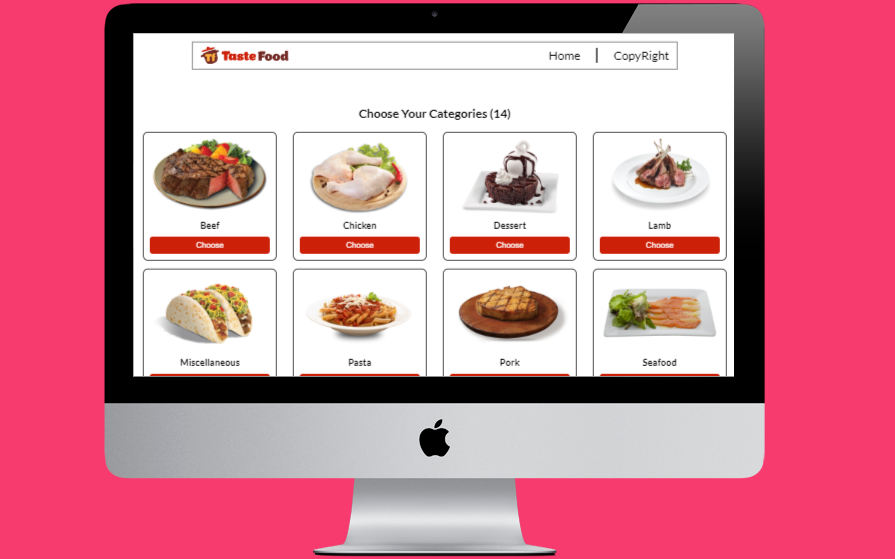 Taste Food
Home | CopyRight
Choose Your Categories (14)
Beef
Choose
Chicken
Choose
Dessert
Choose
Lamb
Choose
Miscellaneous
Pasta
Pork
Seafood